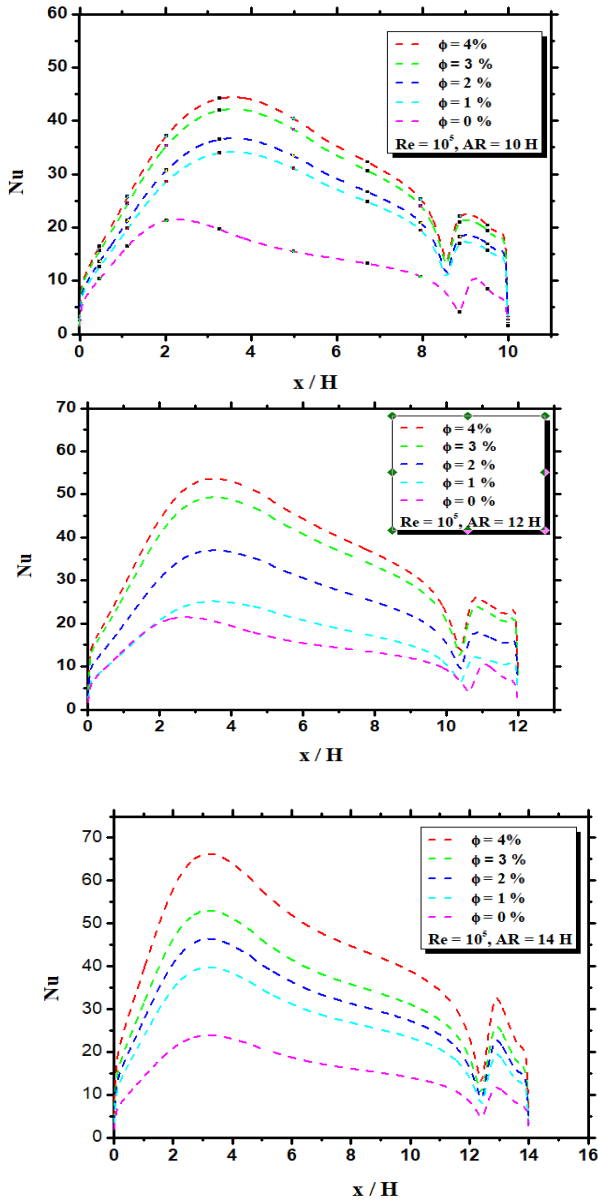 60
50
40
30
20
10
0
Nu
ϕ = 4%
ϕ = 3 %
ϕ = 2 %
ϕ = 1 %
ϕ = 0 %
Re = 10⁵, AR = 10 H
0 2 4 6 8 10
x / H
70
60
50
40
30
20
10
0
Nu
ϕ = 4%
ϕ = 3 %
ϕ = 2 %
ϕ = 1 %
ϕ = 0 %
Re = 10⁵, AR = 12 H
0 2 4 6 8 10 12
x / H
70
60
50
40
30
20
10
0
Nu
ϕ = 4%
ϕ = 3 %
ϕ = 2 %
ϕ = 1 %
ϕ = 0 %
Re = 10⁵, AR = 14 H
0 2 4 6 8 10 12 14 16
x / H